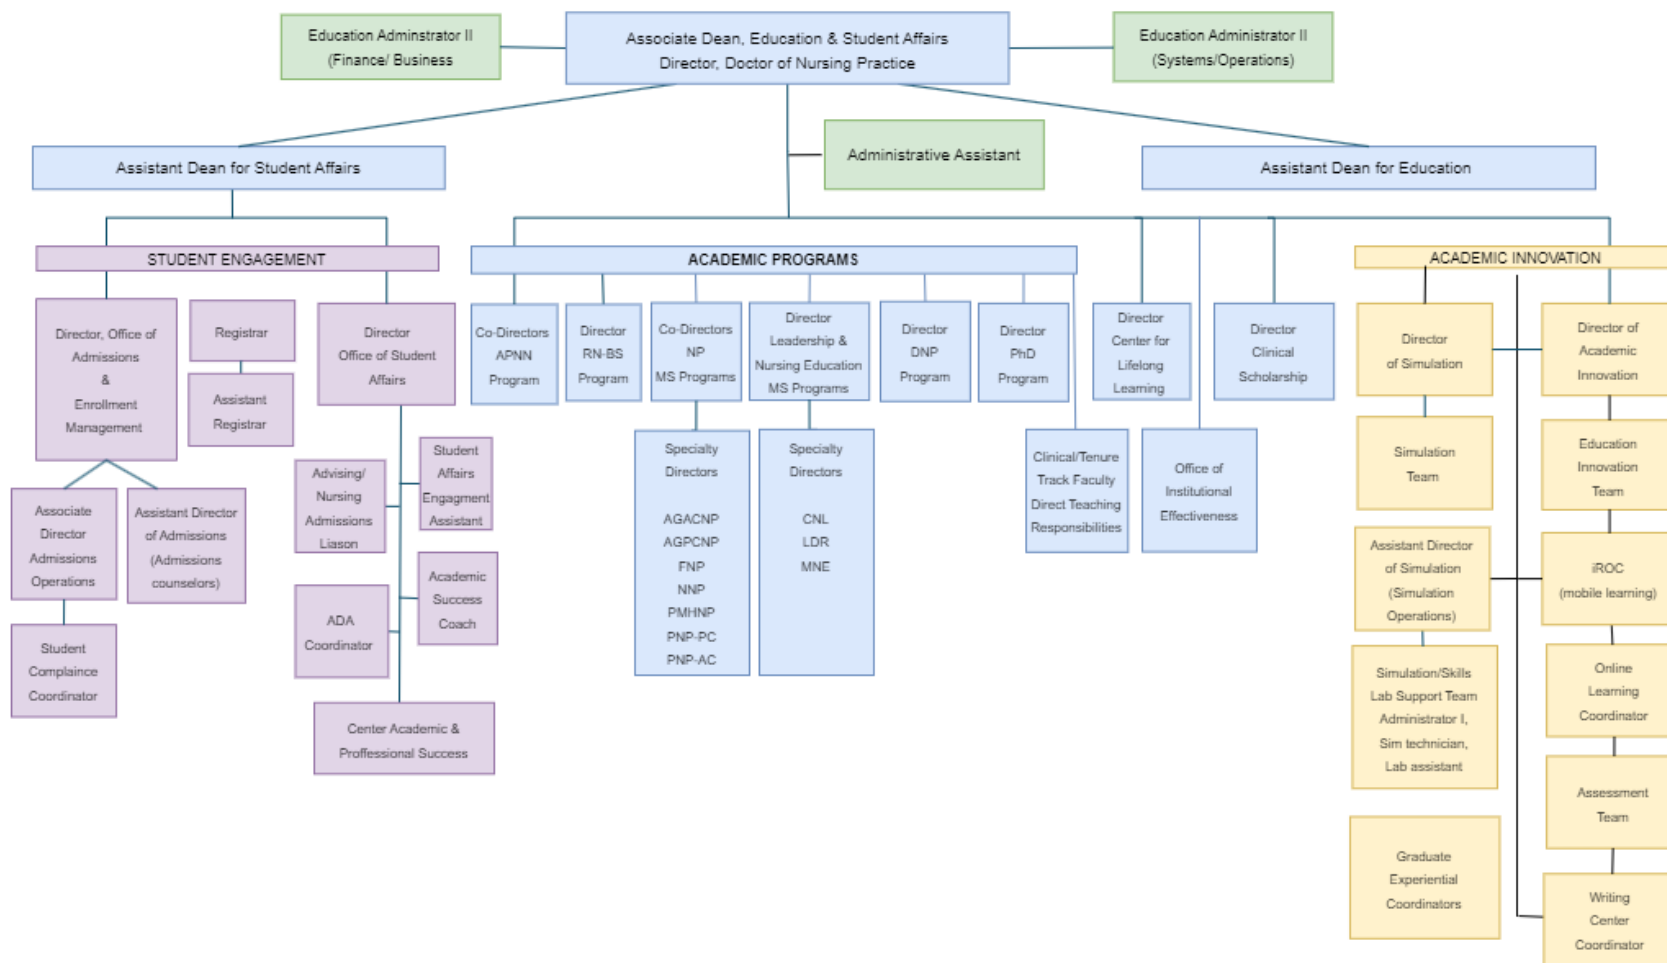 Education Adminstrator II
(Finance/ Business
Associate Dean, Education & Student Affairs
Director, Doctor of Nursing Practice
Education Administrator II
(Systems/Operations)
Administrative Assistant
Assistant Dean for Student Affairs
Assistant Dean for Education
STUDENT ENGAGEMENT
ACADEMIC PROGRAMS
ACADEMIC INNOVATION
Director, Office of
Admissions
&
Enrollment
Management
Registrar
Assistant
Registrar
Director
Office of Student
Affairs
Co-Directors
APNN
Program
Director
RN-BS
Program
Co-Directors
NP
MS Programs
Director
Leadership &
Nursing Education
MS Programs
Director
DNP
Program
Director
PhD
Program
Director
Center for
Lifelong
Learning
Director
Clinical
Scholarship
Director
of Simulation
Director of
Academic
Innovation
Simulation
Team
Education
Innovation
Team
Associate
Director
Admissions
Operations
Assistant Director
of Admissions
(Admissions
counselors)
Student
Complaince
Coordinator
Advising/
Nursing
Admissions
Liason
Student
Affairs
Engagment
Assistant
ADA
Coordinator
Academic
Success
Coach
Center Academic &
Proffessional Success
Specialty
Directors
AGACNP
AGPCNP
FNP
NNP
PMHNP
PNP-PC
PNP-AC
Specialty
Directors
CNL
LDR
MNE
Clinical/Tenure
Track Faculty
Direct Teaching
Responsibilities
Office of
Institutional
Effectiveness
Assistant Director
of Simulation
(Simulation
Operations)
iROC
(mobile learning)
Simulation/Skills
Lab Support Team
Administrator I,
Sim technician,
Lab assistant
Online
Learning
Coordinator
Assessment
Team
Graduate
Experiential
Coordinators
Writing
Center
Coordinator